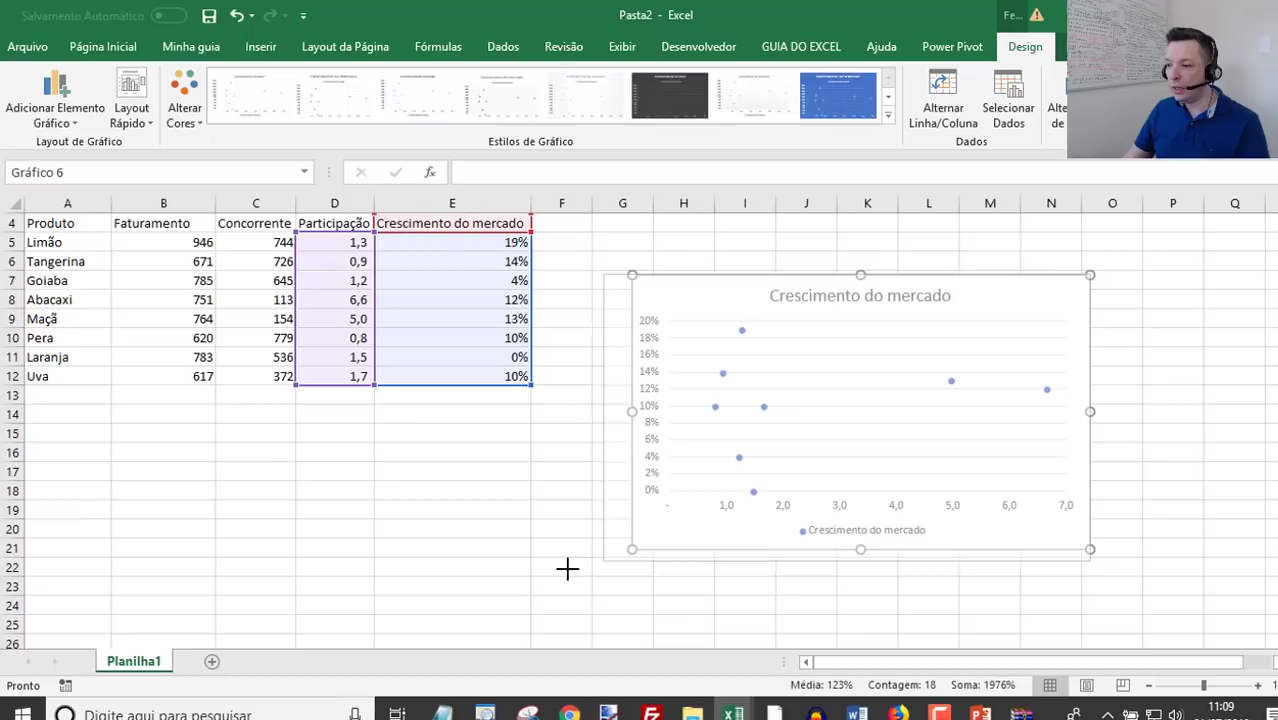 Salvamento Automático
Pasta2 - Excel
Fe...
Arquivo Página Inicial Minha guia Inserir Layout da Página Fórmulas Dados Revisão Exibir Desenvolvedor GUIA DO EXCEL Ajuda Power Pivot Design
Adicionar Elemento Gráfico
Layout Rápido
Alterar Cores
Alternar Linha/Coluna
Selecionar Dados
Alte
de
Layout de Gráfico
Estilos de Gráfico
Dados
Gráfico 6
fx
A B C D E F G H I J K L M N O P Q
4 Produto Faturamento Concorrente Participação Crescimento do mercado
5 Limão 946 744 1,3 19%
6 Tangerina 671 726 0,9 14%
7 Goiaba 785 645 1,2 4%
8 Abacaxi 751 113 6,6 12%
9 Maçã 764 154 5,0 13%
10 Pera 620 779 0,8 10%
11 Laranja 783 536 1,5 0%
12 Uva 617 372 1,7 10%
13
14
15
16
17
18
19
20
21
22
23
24
25
26
Crescimento do mercado
20%
18%
16%
14%
12%
10%
8%
6%
4%
2%
0%
- 1,0 2,0 3,0 4,0 5,0 6,0 7,0
Crescimento do mercado
Planilha1
Pronto
Média: 123% Contagem: 18 Soma: 1976%
Digite aqui para pesquisar
11:09